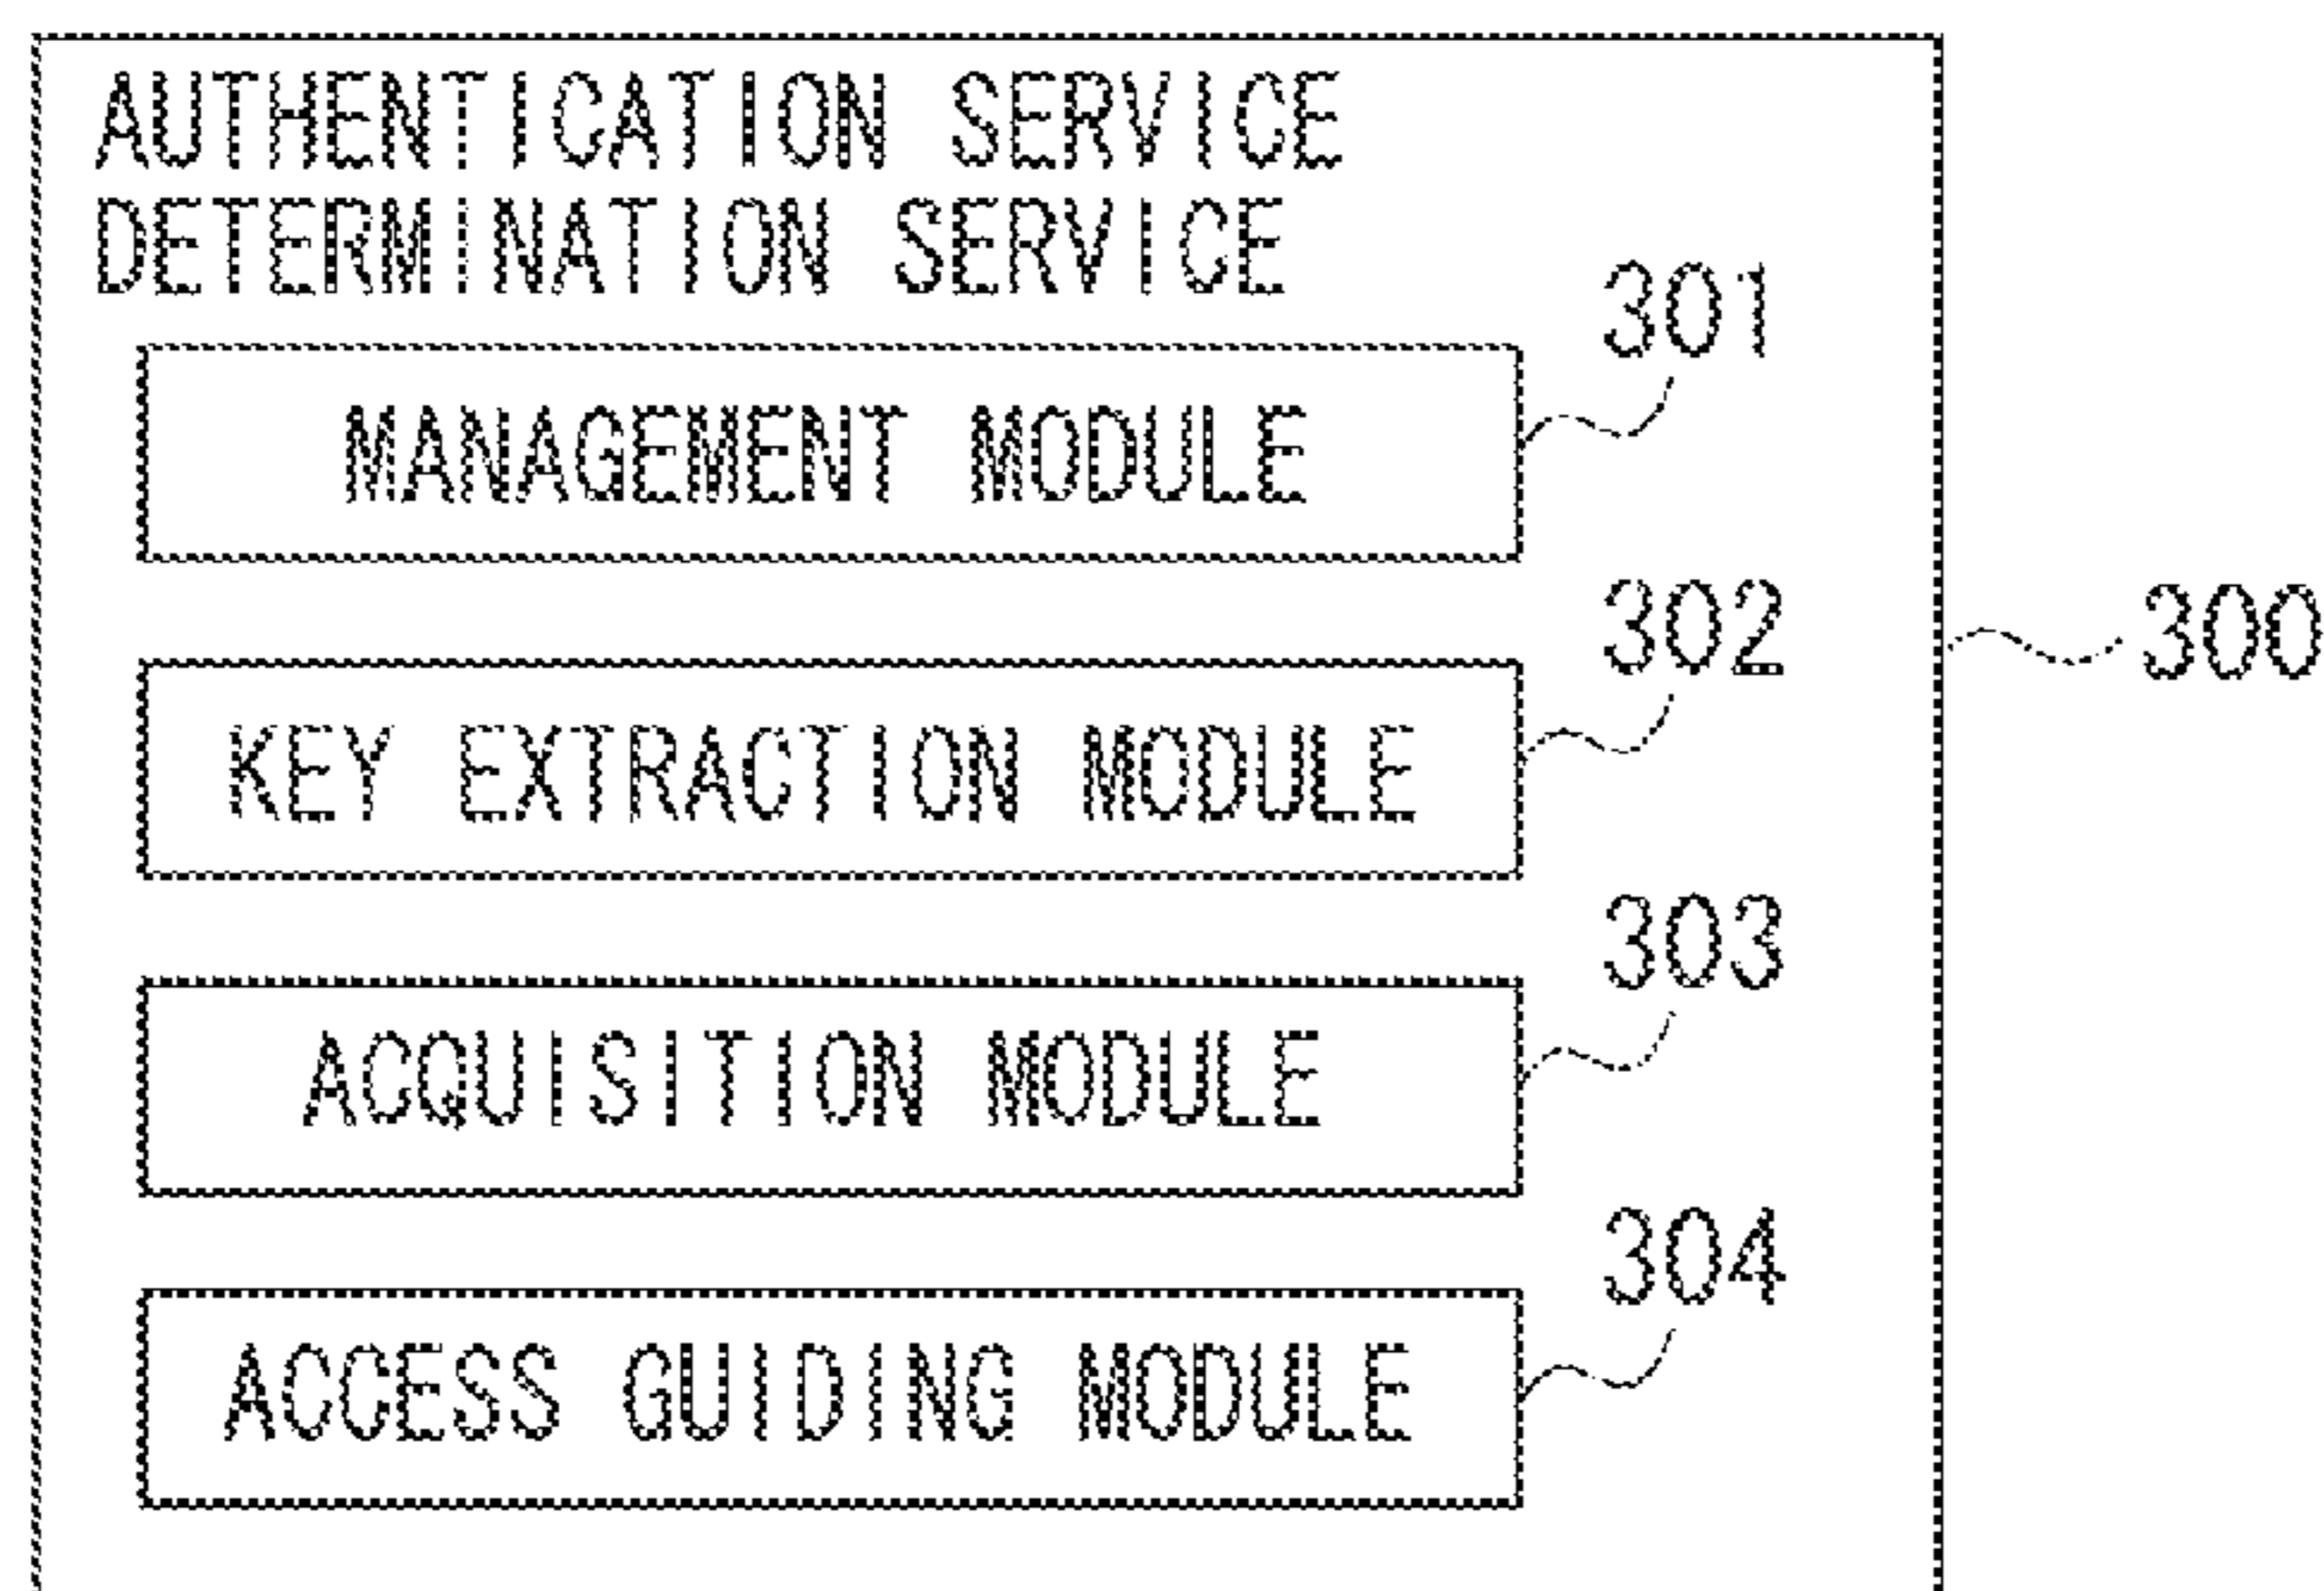 AUTHENTICATION SERVICE
DETERMINATION SERVICE
301
MANAGEMENT MODULE
302
300
KEY EXTRACTION MODULE
303
ACQUISITION MODULE
304
ACCESS GUIDING MODULE